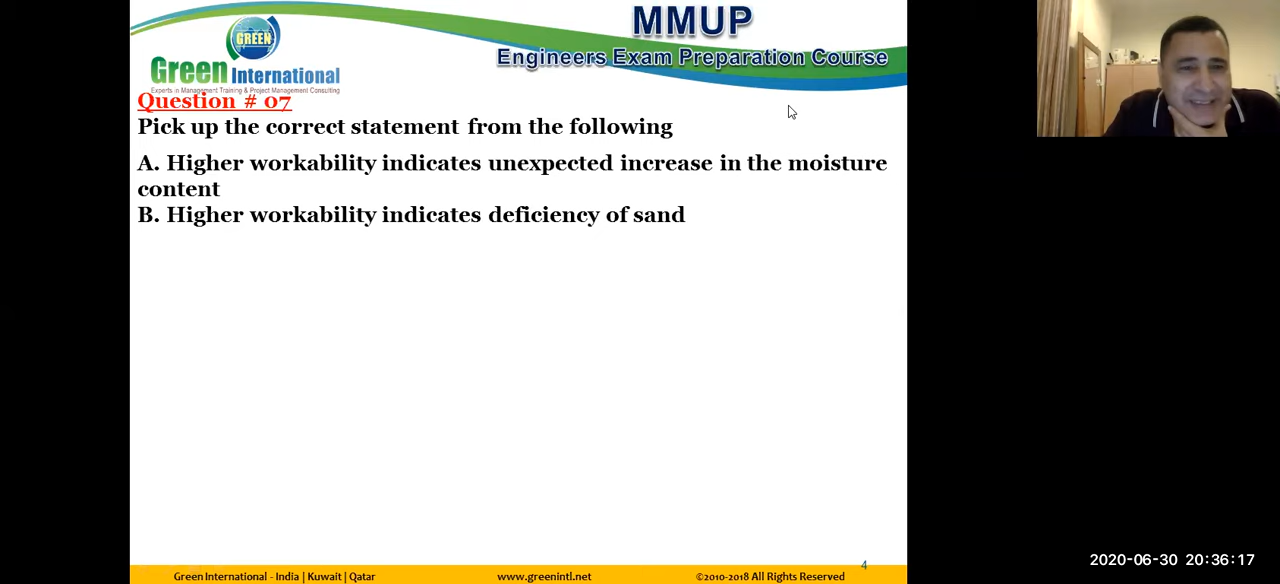 MMUP
Engineers Exam Preparation Course
GREEN
Green International
Experts in Management Training & Project Management Consulting
Question # 07
Pick up the correct statement from the following
A. Higher workability indicates unexpected increase in the moisture
content
B. Higher workability indicates deficiency of sand
4
Green International - India | Kuwait | Qatar
www.greenintl.net
©2010-2018 All Rights Reserved
2020-06-30 20:36:17